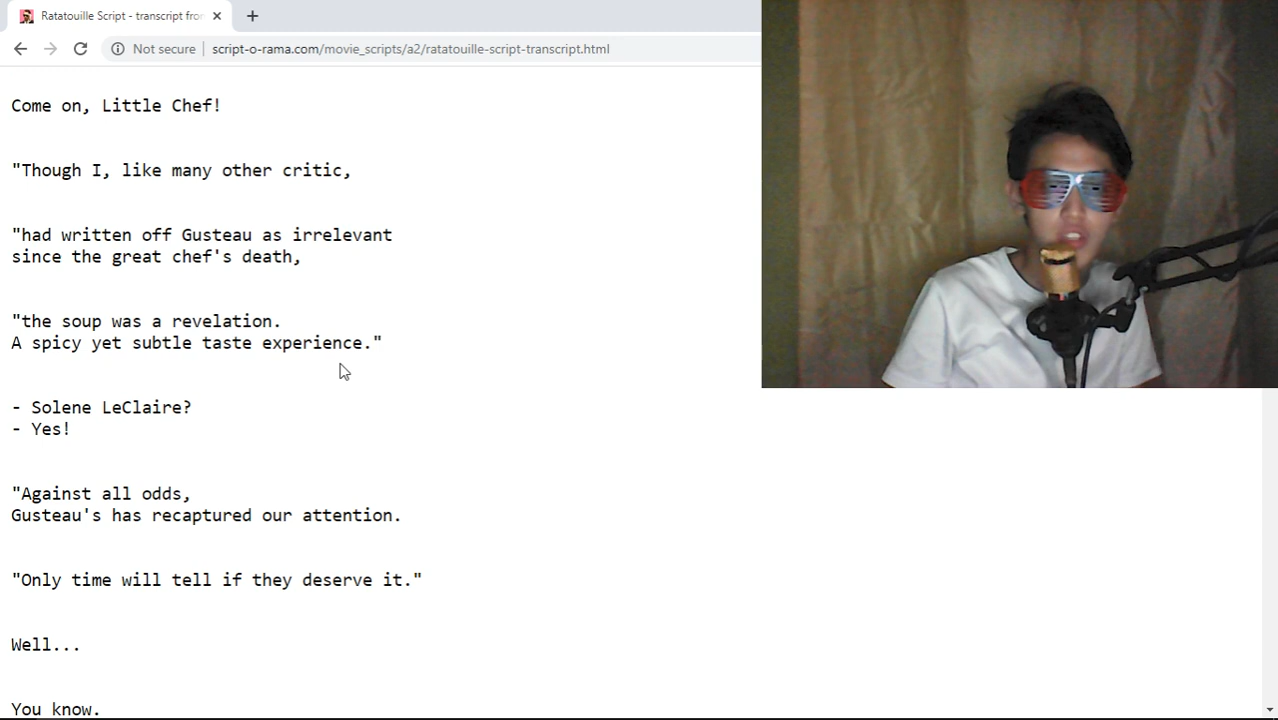 Ratatouille Script - transcript fro
Not secure
script-o-rama.com/movie_scripts/a2/ratatouille-script-transcript.html
Come on, Little Chef!
"Though I, like many other critic,
"had written off Gusteau as irrelevant
since the great chef's death,
"the soup was a revelation.
A spicy yet subtle taste experience."
- Solene LeClaire?
- Yes!
"Against all odds,
Gusteau's has recaptured our attention.
"Only time will tell if they deserve it."
Well...
You know.